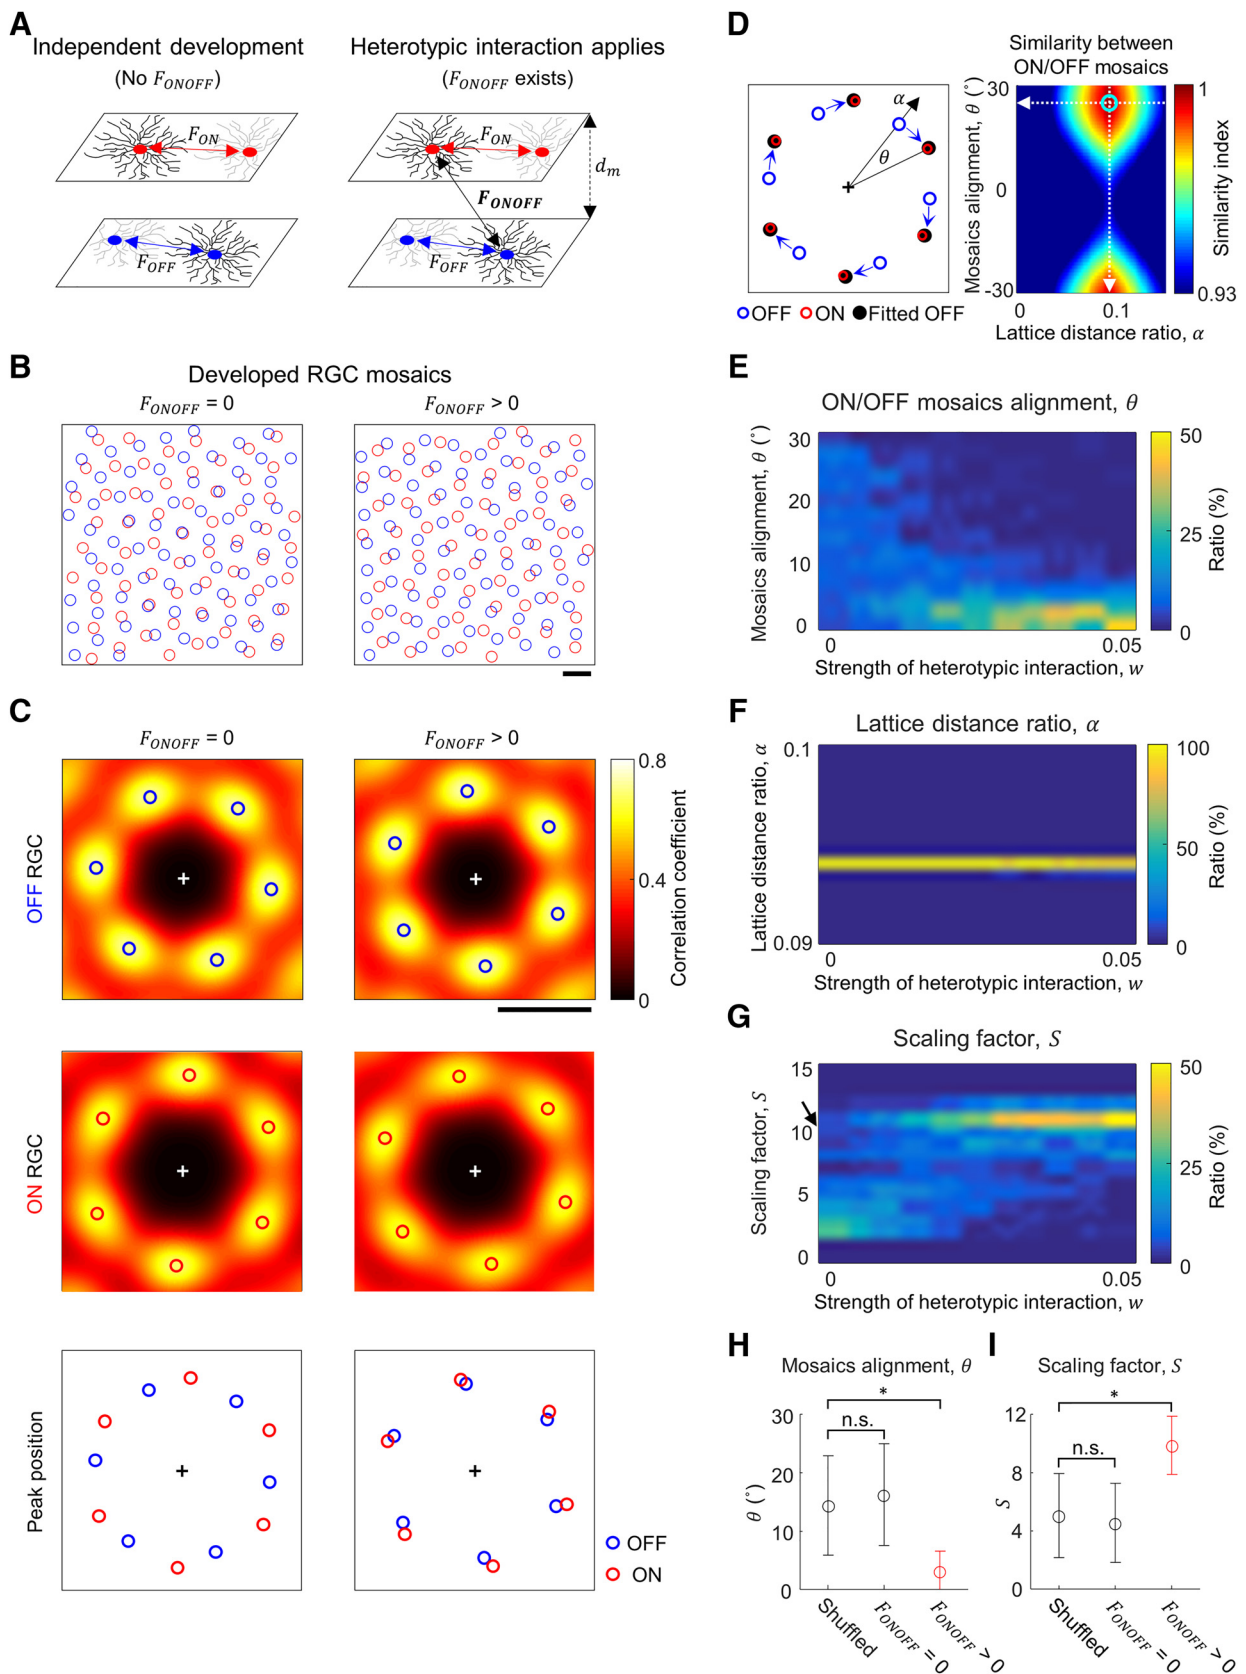 A
Independent development
(No F_ONOFF)
Heterotypic interaction applies
(F_ONOFF exists)
F_ON
F_OFF
F_ON
F_ONOFF
F_OFF
d_m
B
Developed RGC mosaics
F_ONOFF = 0
F_ONOFF > 0
C
F_ONOFF = 0
F_ONOFF > 0
OFF RGC
0.8
0.4
0
Correlation coefficient
ON RGC
Peak position
OFF
ON
D
α
θ
OFF
ON
Fitted OFF
Similarity between
ON/OFF mosaics
Mosaics alignment, θ (°)
30
0
-30
0
0.1
Lattice distance ratio, α
1
0.93
Similarity index
E
ON/OFF mosaics alignment, θ
Mosaics alignment, θ (°)
30
20
10
0
0
0.05
Strength of heterotypic interaction, w
50
25
0
Ratio (%)
F
Lattice distance ratio, α
Lattice distance ratio, α
0.1
0.09
0
0.05
Strength of heterotypic interaction, w
100
50
0
Ratio (%)
G
Scaling factor, S
Scaling factor, S
15
10
5
0
0
0.05
Strength of heterotypic interaction, w
50
25
0
Ratio (%)
H
Mosaics alignment, θ
θ (°)
30
20
10
0
*
n.s.
Shuffled
F_ONOFF = 0
F_ONOFF > 0
I
Scaling factor, S
S
12
8
4
0
*
n.s.
Shuffled
F_ONOFF = 0
F_ONOFF > 0